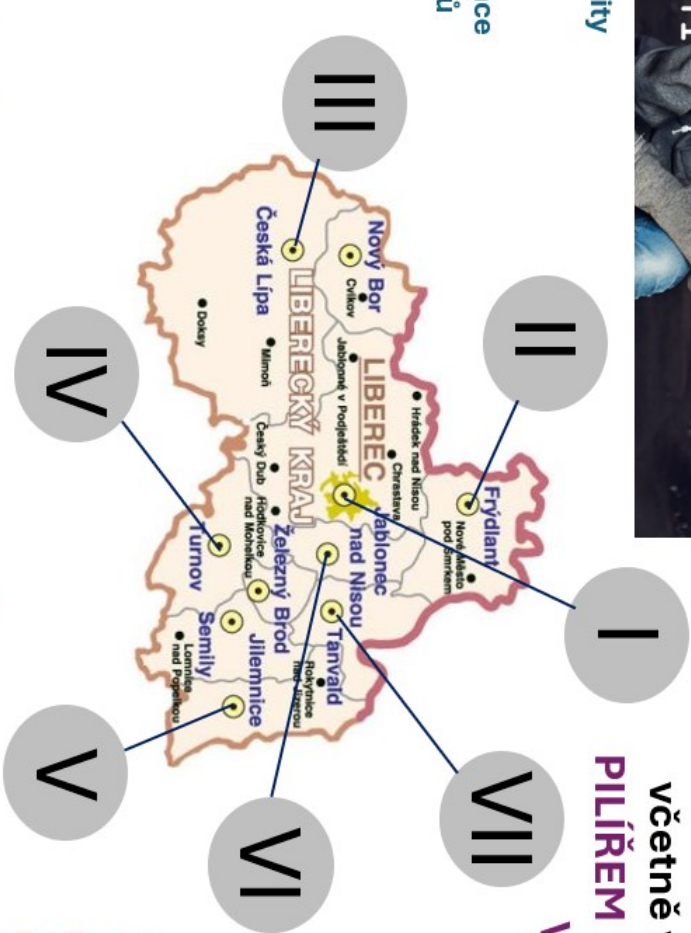 ity
ce
ů
včetně
PILÍŘEM
I
II
III
IV
V
VI
VII
Frýdlant
Nové Město
pod Smrkem
Hrádek nad Nisou
Chrastava
Nový Bor
Cvikov
LIBEREC
Jablonné v Podještědí
Jablonec
nad Nisou
Tanvald
LIBERECKÝ KRAJ
Rokytnice
nad Jizerou
Česká Lípa
Mimoň
Český Dub
Hodkovice
nad Mohelkou
Železný Brod
Jilemnice
Doksy
Turnov
Semily
Lomnice
nad Popelkou